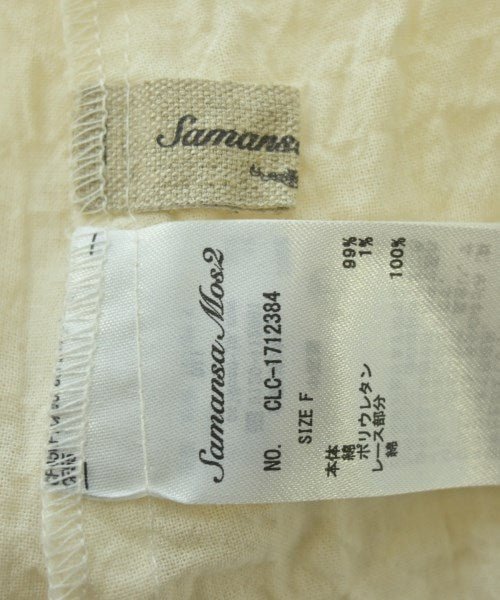 Samansa
Samansa Mos2
NO. CLC-1712384
SIZE F
本体
綿 99%
ポリウレタン 1%
レース部分
綿 100%